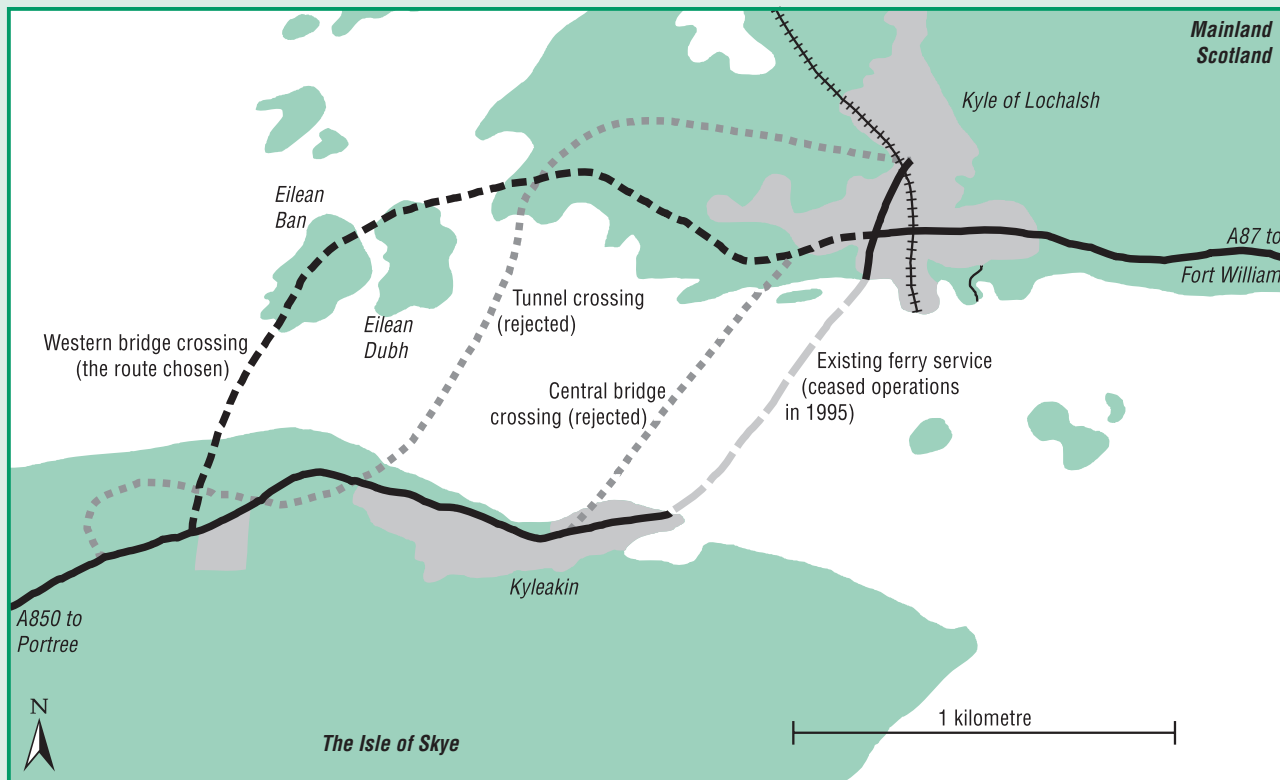 Mainland
Scotland
Kyle of Lochalsh
Eilean
Ban
A87 to
Fort William
Tunnel crossing
(rejected)
Eilean
Dubh
Western bridge crossing
(the route chosen)
Existing ferry service
(ceased operations
in 1995)
Central bridge
crossing (rejected)
Kyleakin
A850 to
Portree
N
1 kilometre
The Isle of Skye